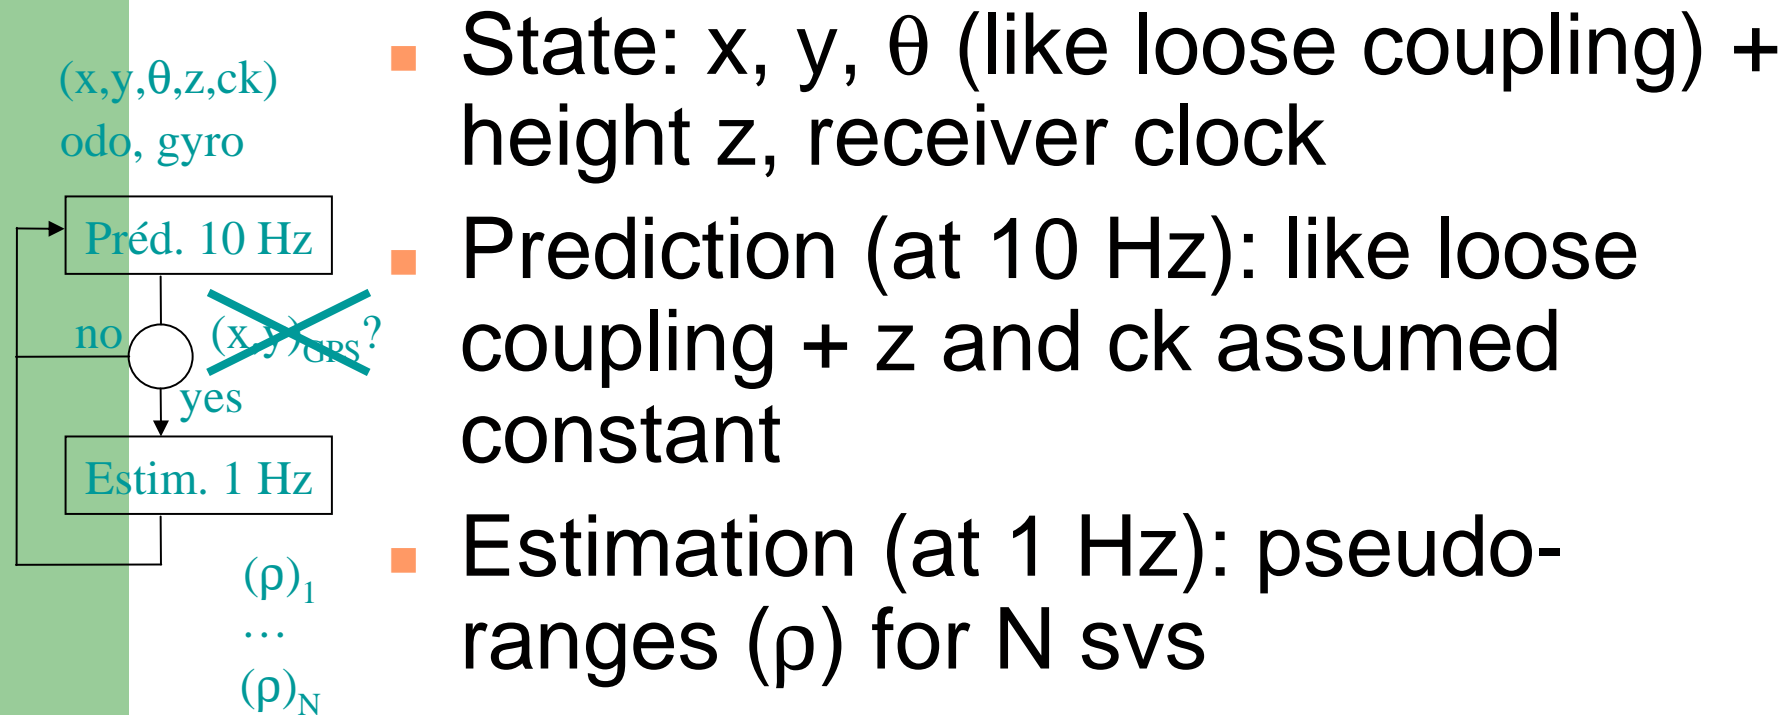 (x,y,θ,z,ck)
odo, gyro
Préd. 10 Hz
no
(x,y)GPS?
yes
Estim. 1 Hz
(ρ)1
...
(ρ)N
State: x, y, θ (like loose coupling) +
height z, receiver clock
Prediction (at 10 Hz): like loose
coupling + z and ck assumed
constant
Estimation (at 1 Hz): pseudo-
ranges (ρ) for N svs